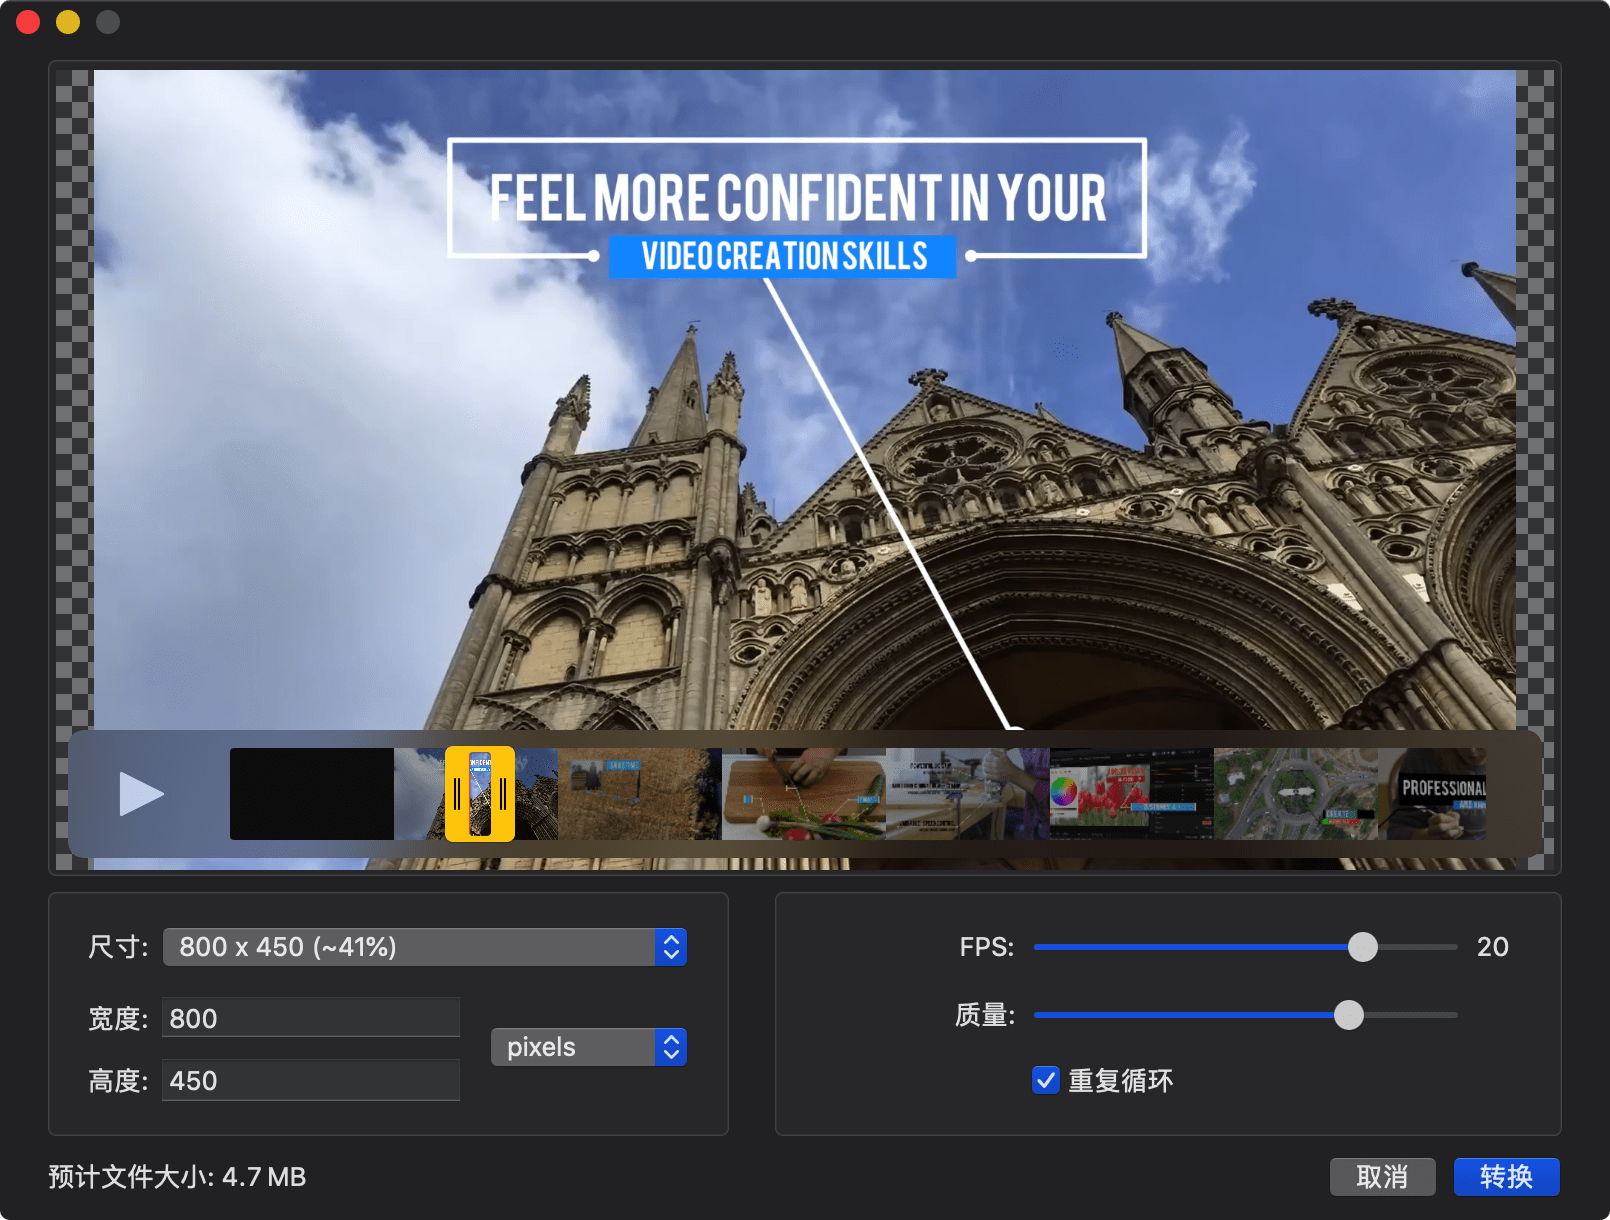 FEEL MORE CONFIDENT IN YOUR
VIDEO CREATION SKILLS
PROFESSIONAL
尺寸: 800 x 450 (~41%)
宽度: 800
pixels
高度: 450
FPS: 20
质量:
重复循环
预计文件大小: 4.7 MB
取消
转换